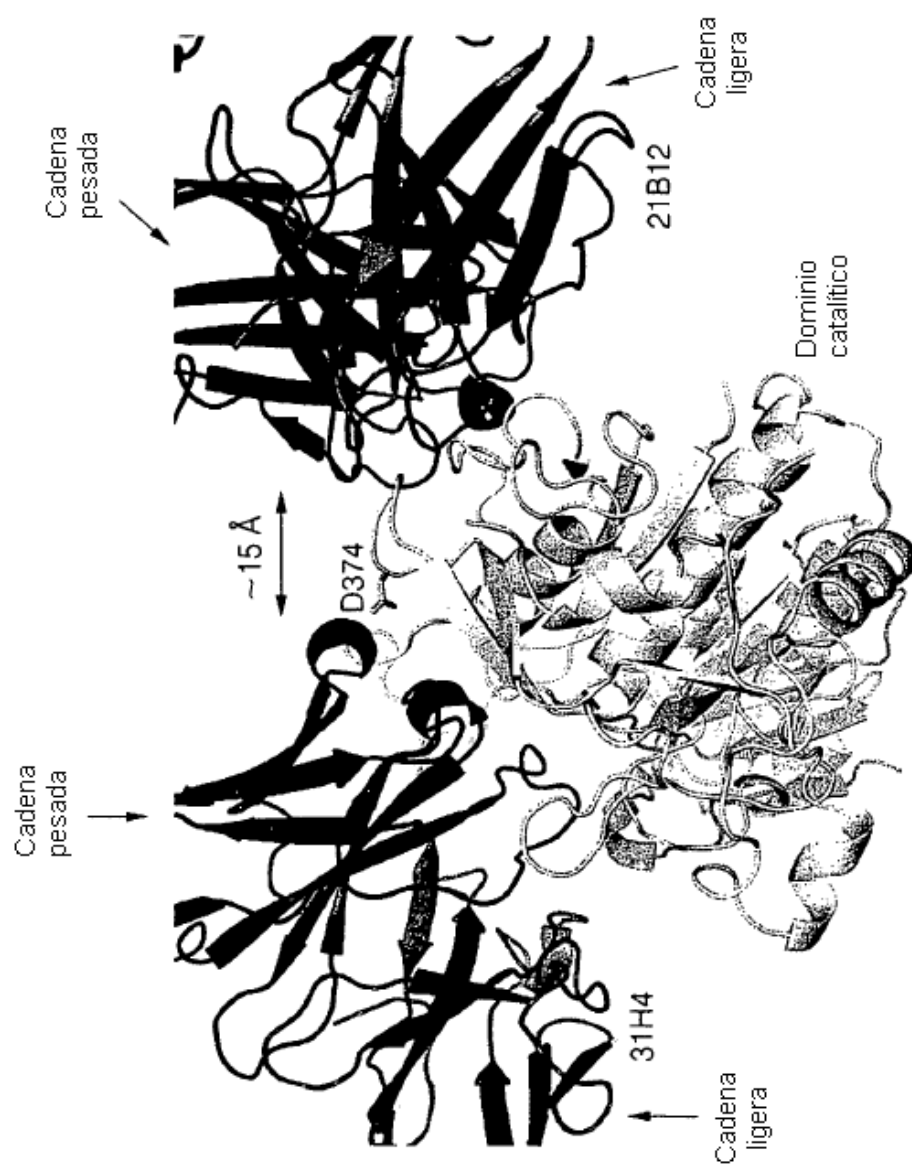 Cadena
pesada
Cadena
pesada
~15 Å
D374
Cadena
ligera
21B12
Dominio
catalítico
31H4
Cadena
ligera